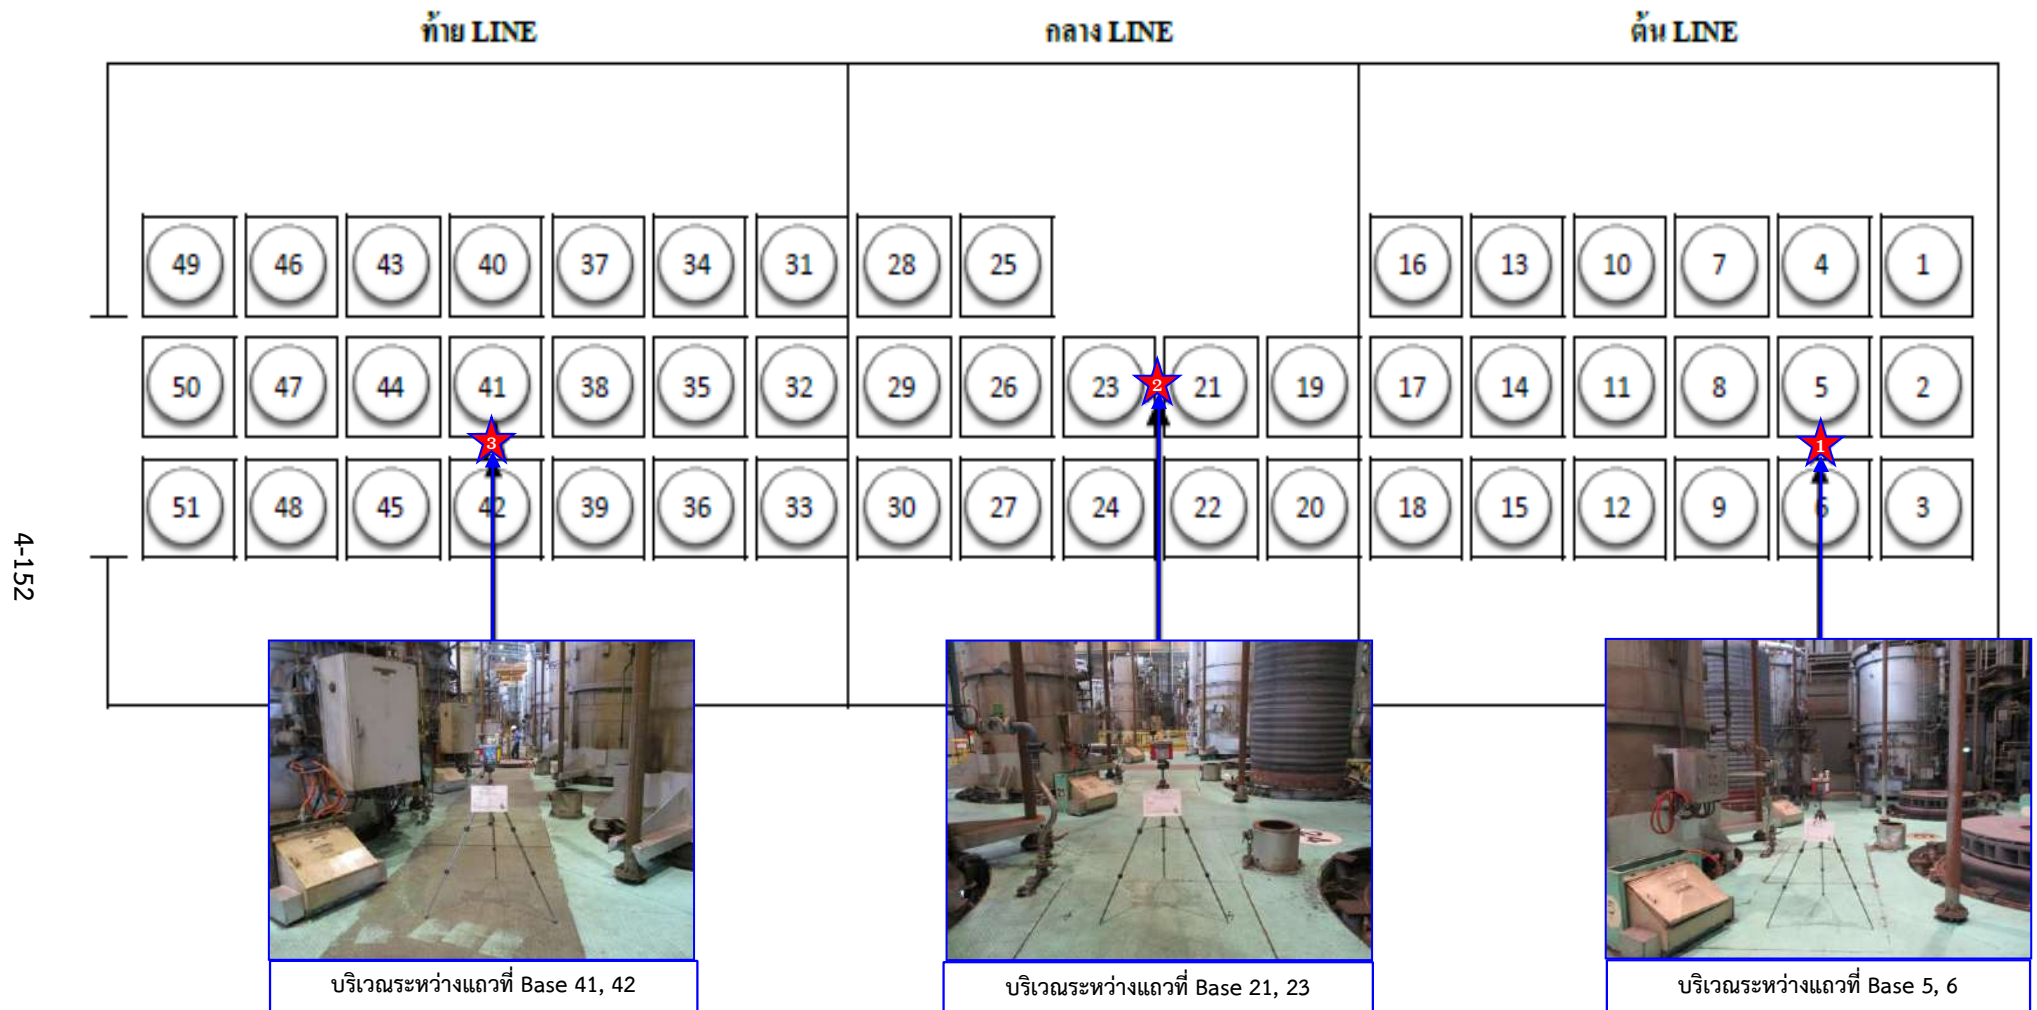 ท้าย LINE กลาง LINE ต้น LINE
49 46 43 40 37 34 31 28 25 16 13 10 7 4 1
50 47 44 41 38 35 32 29 26 23 2 21 19 17 14 11 8 5 2
3 1
51 48 45 42 39 36 33 30 27 24 22 20 18 15 12 9 6 3
4-152
บริเวณระหว่างแถวที่ Base 41, 42
บริเวณระหว่างแถวที่ Base 21, 23
บริเวณระหว่างแถวที่ Base 5, 6